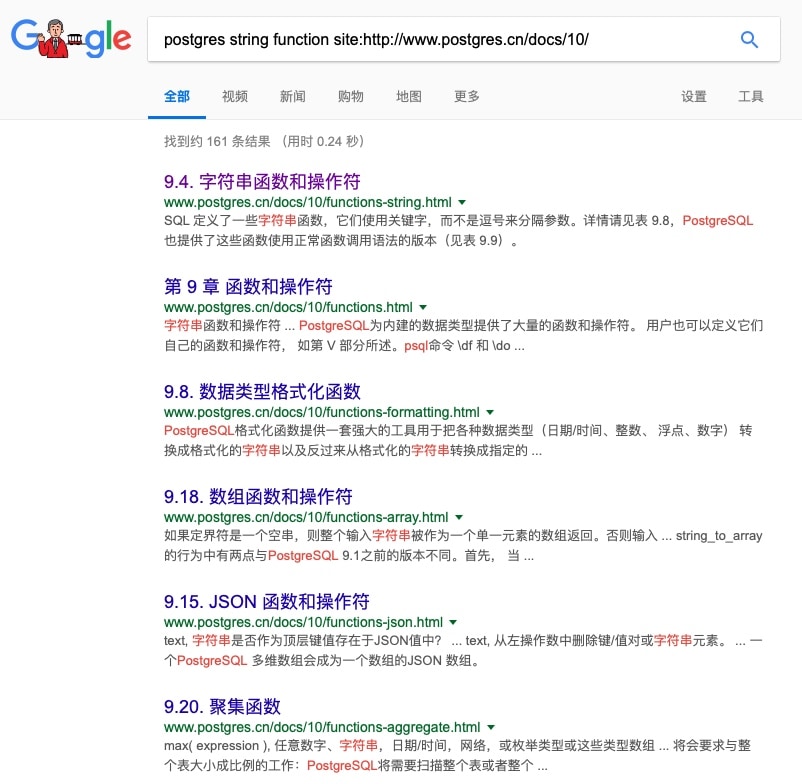 Google
postgres string function site:http://www.postgres.cn/docs/10/
全部 视频 新闻 购物 地图 更多 设置 工具
找到约 161 条结果 （用时 0.24 秒）
9.4. 字符串函数和操作符
www.postgres.cn/docs/10/functions-string.html
SQL 定义了一些字符串函数，它们使用关键字，而不是逗号来分隔参数。详情请见表 9.8，PostgreSQL
也提供了这些函数使用正常函数调用语法的版本（见表 9.9）。
第 9 章 函数和操作符
www.postgres.cn/docs/10/functions.html
字符串函数和操作符 ... PostgreSQL为内建的数据类型提供了大量的函数和操作符。 用户也可以定义它们
自己的函数和操作符， 如第 V 部分所述。psql命令 \df 和 \do ...
9.8. 数据类型格式化函数
www.postgres.cn/docs/10/functions-formatting.html
PostgreSQL格式化函数提供一套强大的工具用于把各种数据类型（日期/时间、整数、 浮点、数字） 转
换成格式化的字符串以及反过来从格式化的字符串转换成指定的 ...
9.18. 数组函数和操作符
www.postgres.cn/docs/10/functions-array.html
如果定界符是一个空串，则整个输入字符串被作为一个单一元素的数组返回。否则输入 ... string_to_array
的行为中有两点与PostgreSQL 9.1之前的版本不同。首先， 当 ...
9.15. JSON 函数和操作符
www.postgres.cn/docs/10/functions-json.html
text, 字符串是否作为顶层键值存在于JSON值中？ ... text, 从左操作数中删除键/值对或字符串元素。 ... 一
个PostgreSQL 多维数组会成为一个数组的JSON 数组。
9.20. 聚集函数
www.postgres.cn/docs/10/functions-aggregate.html
max( expression ), 任意数字、字符串，日期/时间，网络，或枚举类型或这些类型数组 ... 将会要求与整
个表大小成比例的工作：PostgreSQL将需要扫描整个表或者整个 ...